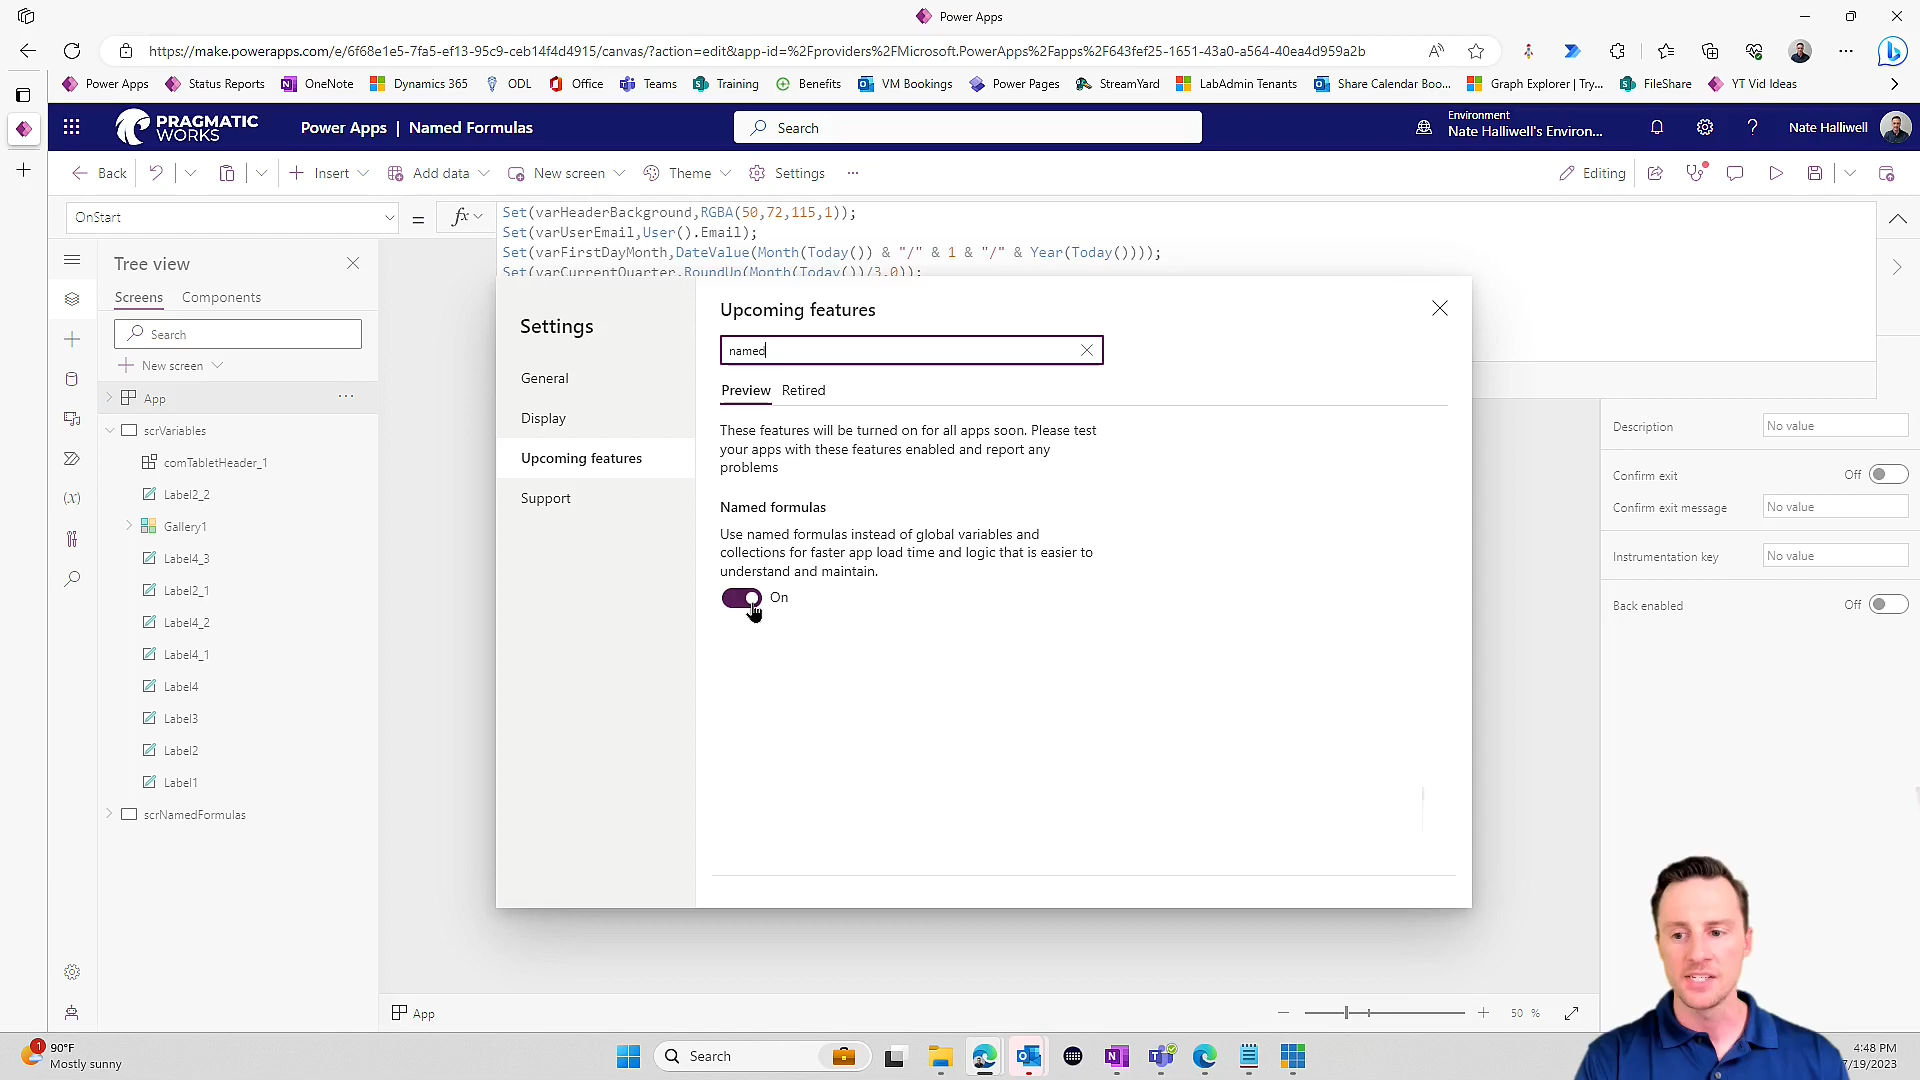 Power Apps
https://make.powerapps.com/e/6f68e1e5-7fa5-ef13-95c9-ceb14f4d4915/canvas/?action=edit&app-id=%2Fproviders%2FMicrosoft.PowerApps%2Fapps%2F643fef25-1651-43a0-a564-40ea4d959a2b
Power Apps
Status Reports
OneNote
Dynamics 365
ODL
Office
Teams
Training
Benefits
VM Bookings
Power Pages
StreamYard
LabAdmin Tenants
Share Calendar Boo...
Graph Explorer | Try...
FileShare
YT Vid Ideas
PRAGMATIC
WORKS
Power Apps | Named Formulas
Search
Environment
Nate Halliwell's Environ...
Nate Halliwell
Back
Insert
Add data
New screen
Theme
Settings
Editing
OnStart
=
fx
Set(varHeaderBackground,RGBA(50,72,115,1));
Set(varUserEmail,User().Email);
Set(varFirstDayMonth,DateValue(Month(Today()) & "/" & 1 & "/" & Year(Today())));
Set(varCurrentQuarter,RoundUp(Month(Today())/3,0));
Tree view
Screens
Components
Search
New screen
App
scrVariables
comTabletHeader_1
Label2_2
Gallery1
Label4_3
Label2_1
Label4_2
Label4_1
Label4
Label3
Label2
Label1
scrNamedFormulas
Settings
General
Display
Upcoming features
Support
Upcoming features
named
Preview
Retired
These features will be turned on for all apps soon. Please test
your apps with these features enabled and report any
problems
Named formulas
Use named formulas instead of global variables and
collections for faster app load time and logic that is easier to
understand and maintain.
On
Description
No value
Confirm exit
Off
Confirm exit message
No value
Instrumentation key
No value
Back enabled
Off
App
50 %
1
90°F
Mostly sunny
Search
4:48 PM
7/19/2023